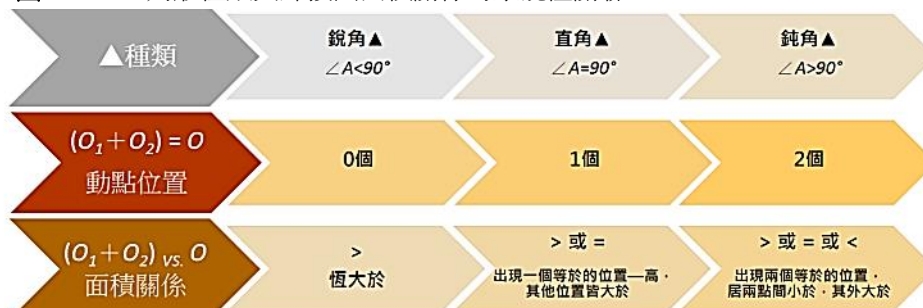 ▲種類
銳角▲
∠A<90°
直角▲
∠A=90°
鈍角▲
∠A>90°
(O₁+O₂) = O
動點位置
0個
1個
2個
(O₁+O₂) vs. O
面積關係
>
恆大於
> 或 =
出現一個等於的位置—高，
其他位置皆大於
> 或 = 或 <
出現兩個等於的位置，
居兩點間小於，其外大於